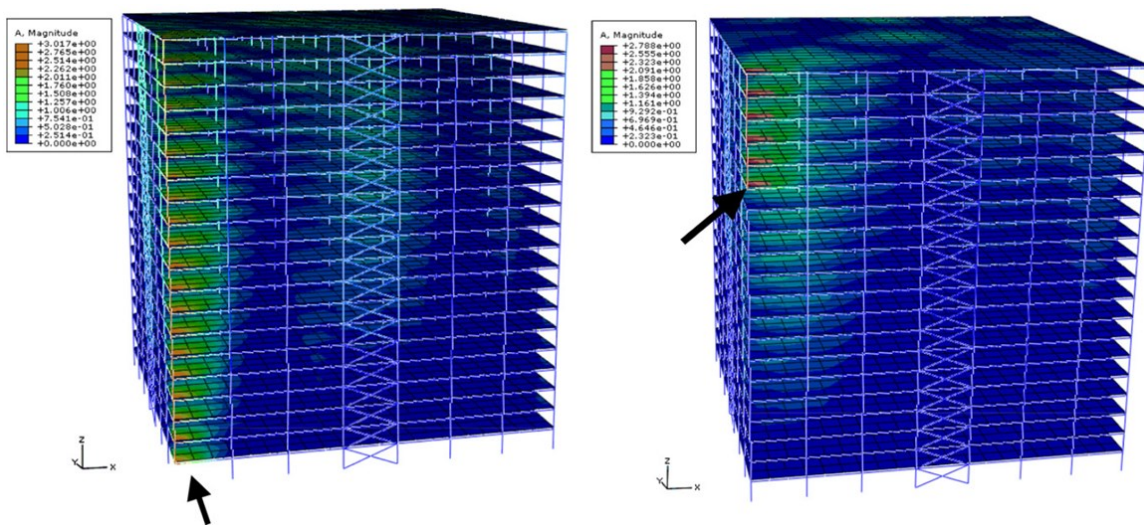 A, Magnitude
+3.017e+00
+2.765e+00
+2.514e+00
+2.262e+00
+2.011e+00
+1.760e+00
+1.508e+00
+1.257e+00
+1.006e+00
+7.541e-01
+5.028e-01
+2.514e-01
+0.000e+00
Z
Y
X
A, Magnitude
+2.788e+00
+2.555e+00
+2.323e+00
+2.091e+00
+1.858e+00
+1.626e+00
+1.394e+00
+1.161e+00
+9.292e-01
+6.969e-01
+4.646e-01
+2.323e-01
+0.000e+00
Z
Y
X